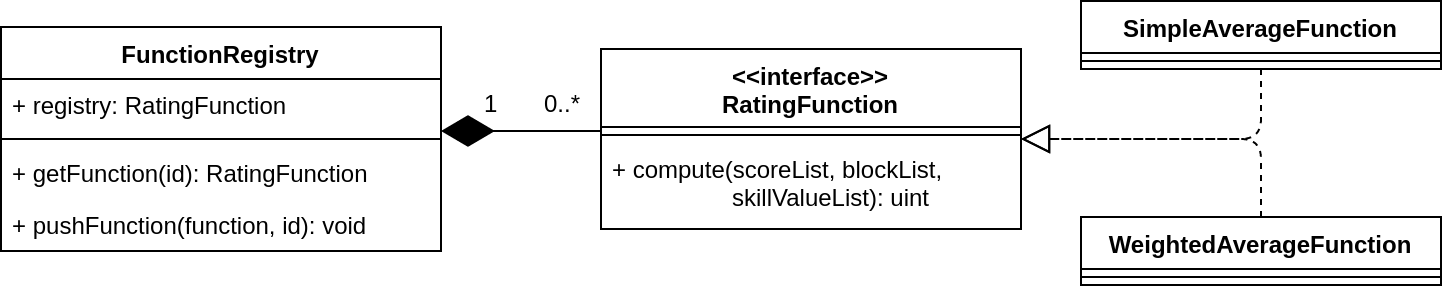 FunctionRegistry
+ registry: RatingFunction
+ getFunction(id): RatingFunction
+ pushFunction(function, id): void
1
0..*
<<interface>>
RatingFunction
+ compute(scoreList, blockList,
skillValueList): uint
SimpleAverageFunction
WeightedAverageFunction